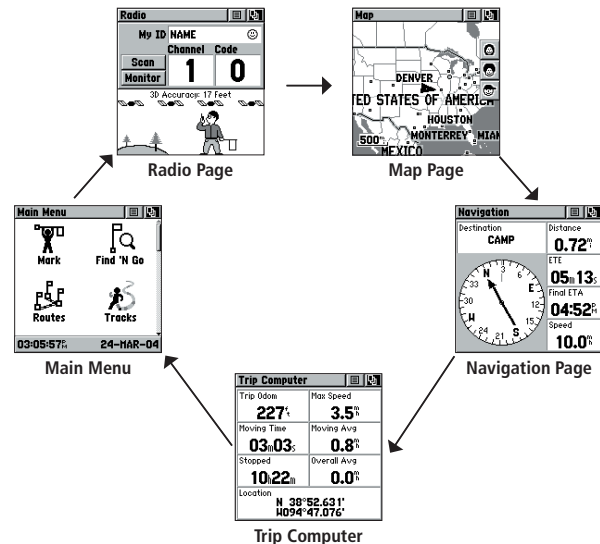 Radio
My ID NAME
Channel Code
Scan
Monitor
1 0
3D Accuracy: 17 Feet
Radio Page
Map
DENVER
TED STATES OF AMERICA
HOUSTON
MONTERREY MIAN
500
MEXICO
Map Page
Main Menu
Mark Find 'N Go
Routes Tracks
03:05:57 24-MAR-04
Main Menu
Navigation
Destination
CAMP
Distance
0.72
ETE
05m13s
Final ETA
04:52
Speed
10.0
N 3 6 E 12 15 S 21 24 W 30 33
Navigation Page
Trip Computer
Trip Odom Max Speed
227 3.5
Moving Time Moving Avg
03m03s 0.8
Stopped Overall Avg
10h22m 0.0
Location
N 38°52.631'
W094°47.076'
Trip Computer